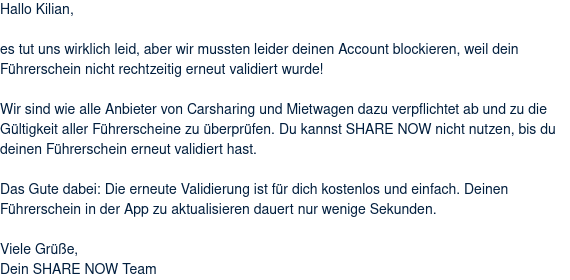 Hallo Kilian,
es tut uns wirklich leid, aber wir mussten leider deinen Account blockieren, weil dein
Führerschein nicht rechtzeitig erneut validiert wurde!
Wir sind wie alle Anbieter von Carsharing und Mietwagen dazu verpflichtet ab und zu die
Gültigkeit aller Führerscheine zu überprüfen. Du kannst SHARE NOW nicht nutzen, bis du
deinen Führerschein erneut validiert hast.
Das Gute dabei: Die erneute Validierung ist für dich kostenlos und einfach. Deinen
Führerschein in der App zu aktualisieren dauert nur wenige Sekunden.
Viele Grüße,
Dein SHARE NOW Team